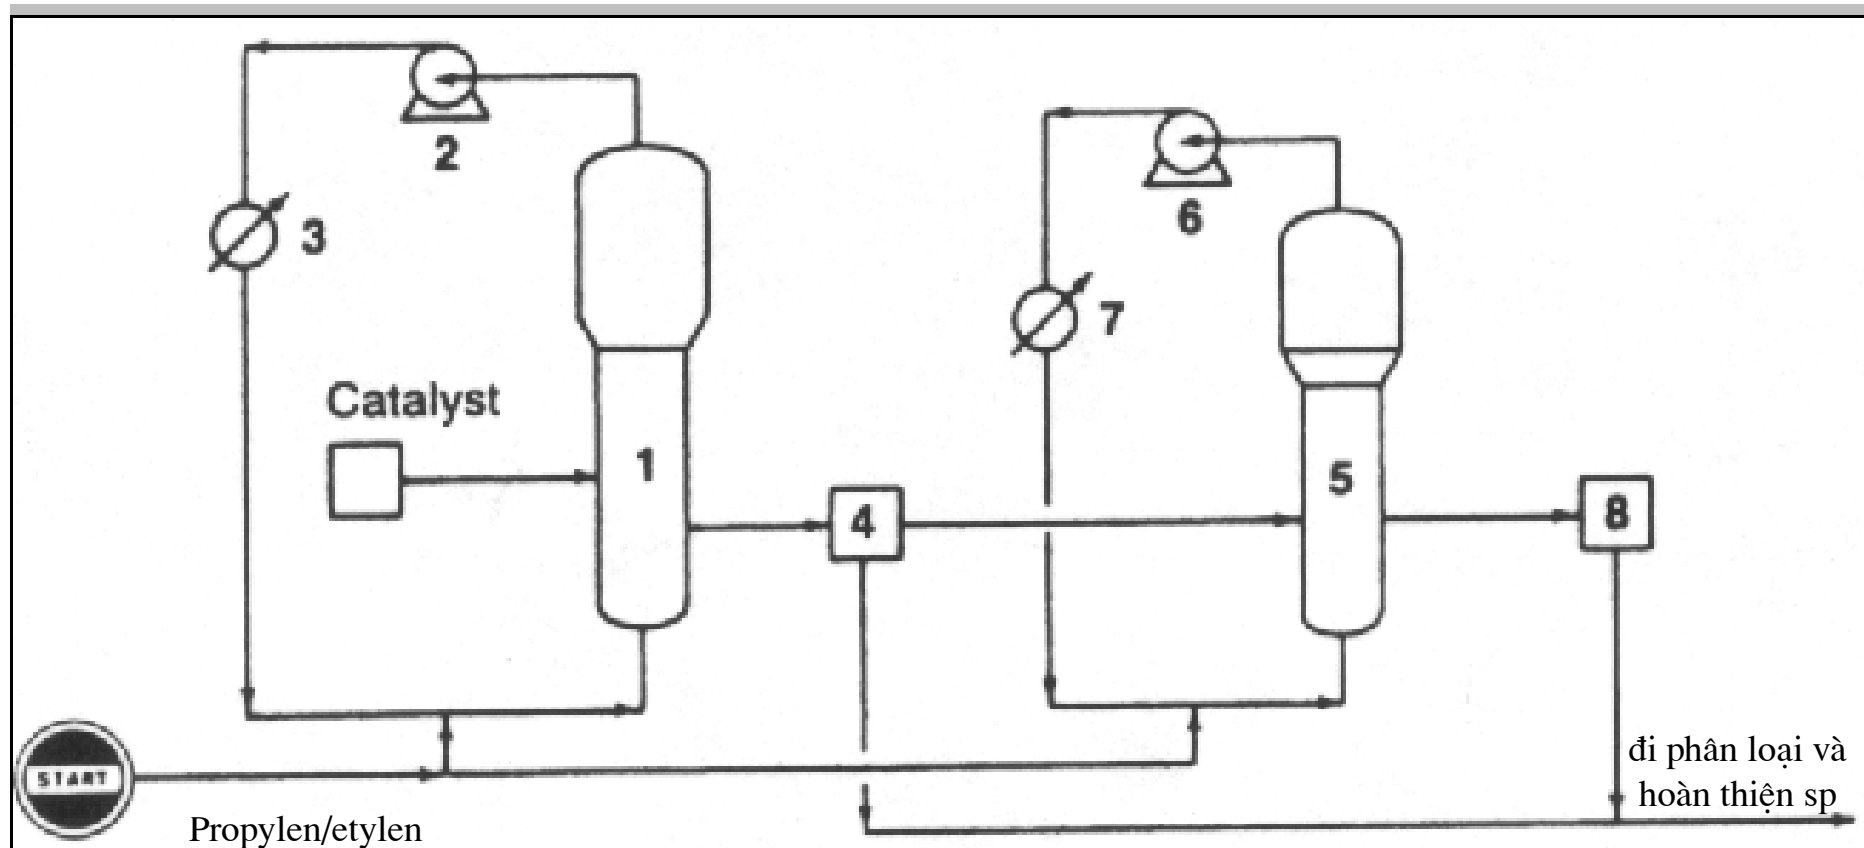 2
6
3
7
Catalyst
1
5
4
8
START
đi phân loại và
hoàn thiện sp
Propylen/etylen